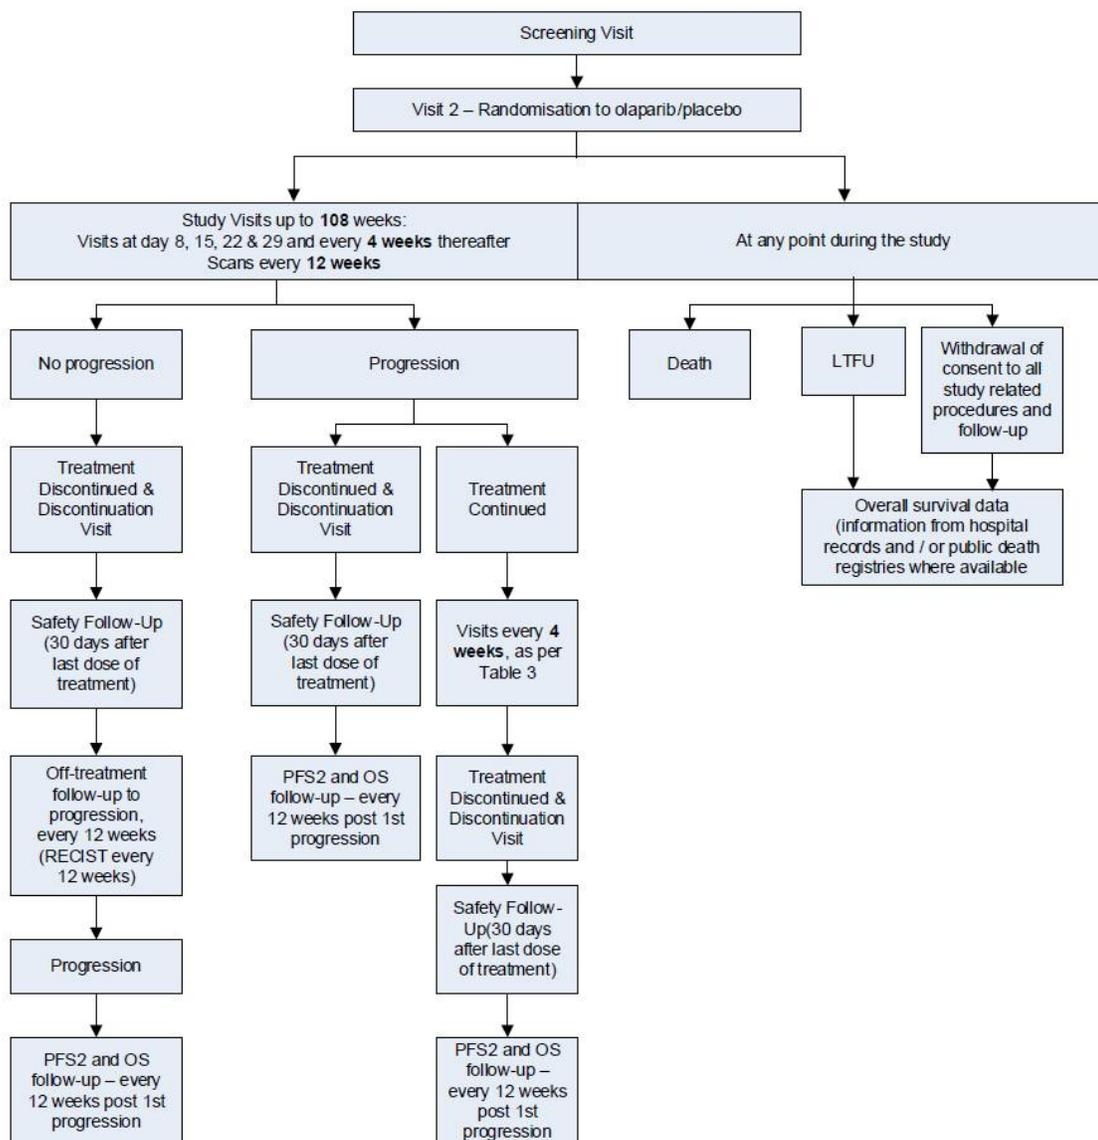 Screening Visit
Visit 2 – Randomisation to olaparib/placebo
Study Visits up to 108 weeks:
Visits at day 8, 15, 22 & 29 and every 4 weeks thereafter
Scans every 12 weeks
At any point during the study
No progression
Progression
Death
LTFU
Withdrawal of
consent to all
study related
procedures and
follow-up
Treatment
Discontinued &
Discontinuation
Visit
Treatment
Discontinued &
Discontinuation
Visit
Treatment
Continued
Overall survival data
(information from hospital
records and / or public death
registries where available
Safety Follow-Up
(30 days after
last dose of
treatment)
Safety Follow-Up
(30 days after
last dose of
treatment)
Visits every 4
weeks, as per
Table 3
Off-treatment
follow-up to
progression,
every 12 weeks
(RECIST every
12 weeks)
PFS2 and OS
follow-up – every
12 weeks post 1st
progression
Treatment
Discontinued &
Discontinuation
Visit
Safety Follow-
Up(30 days
after last dose
of treatment)
Progression
PFS2 and OS
follow-up – every
12 weeks post 1st
progression
PFS2 and OS
follow-up –
every 12 weeks
post 1st
progression